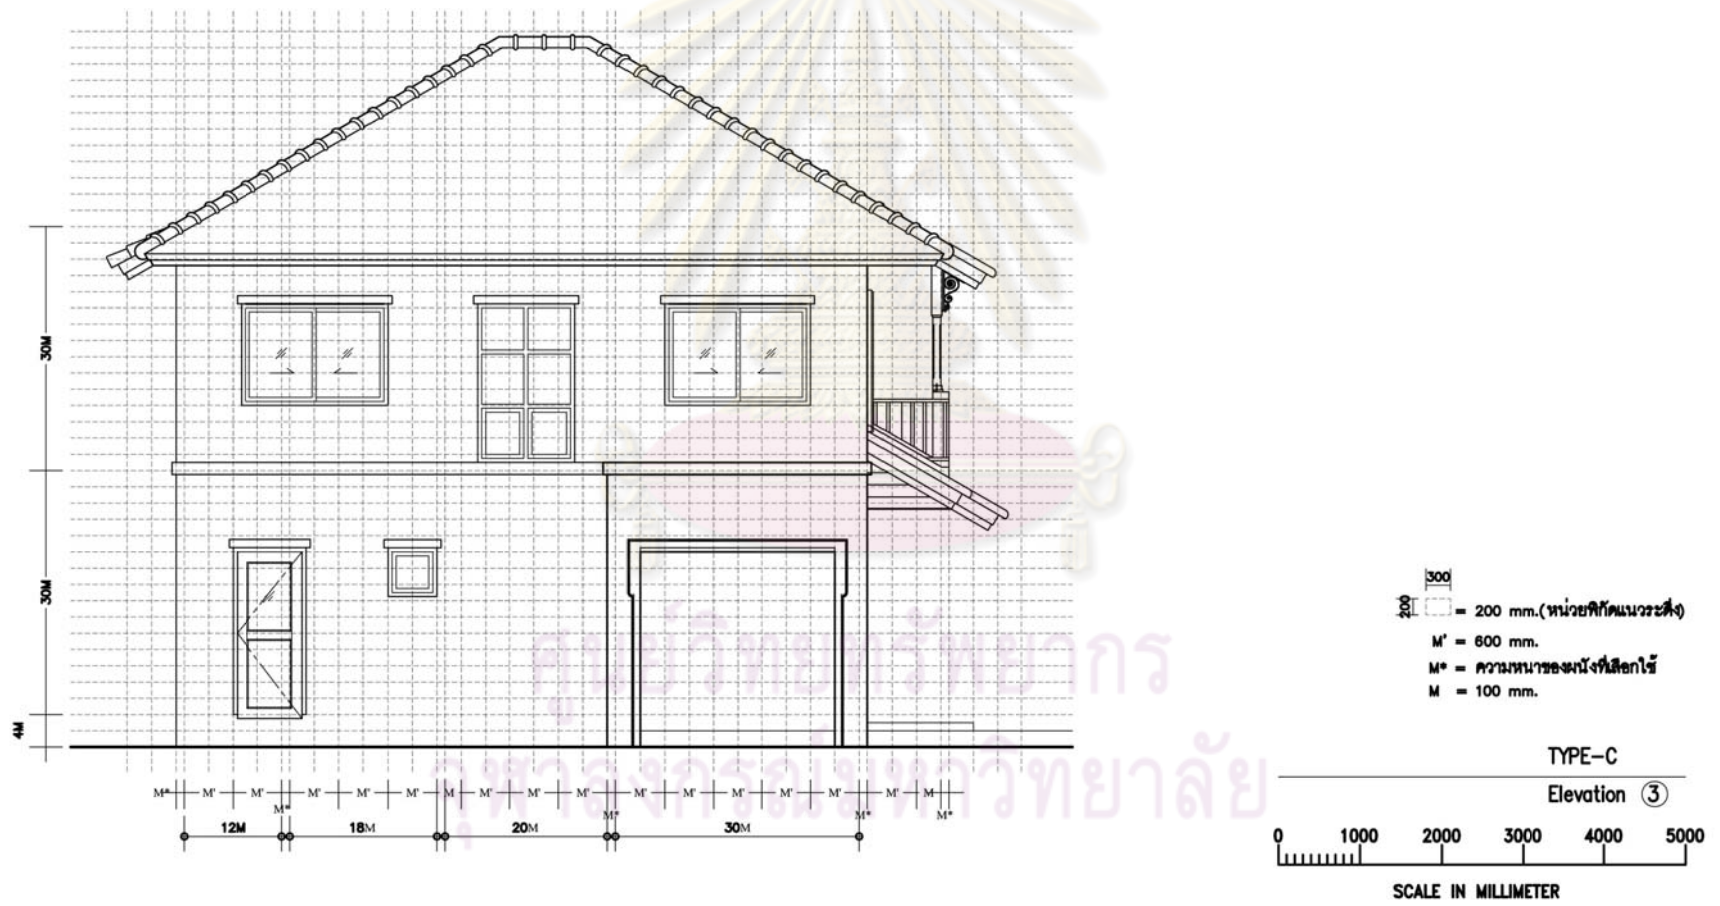 30M
30M
4M
M* M' M' M' M' M' M M' M' M' M' M' M' M' M' M' M
M* M* M* M*
12M 18M 20M 30M
ศูนย์วิทยทรัพยากร
จุฬาลงกรณ์มหาวิทยาลัย
300
200
= 200 mm.(หน่วยพิกัดแนวระดิ่ง)
M' = 600 mm.
M* = ความหนาของผนังที่เลือกใช้
M = 100 mm.
TYPE-C
Elevation 3
0 1000 2000 3000 4000 5000
SCALE IN MILLIMETER